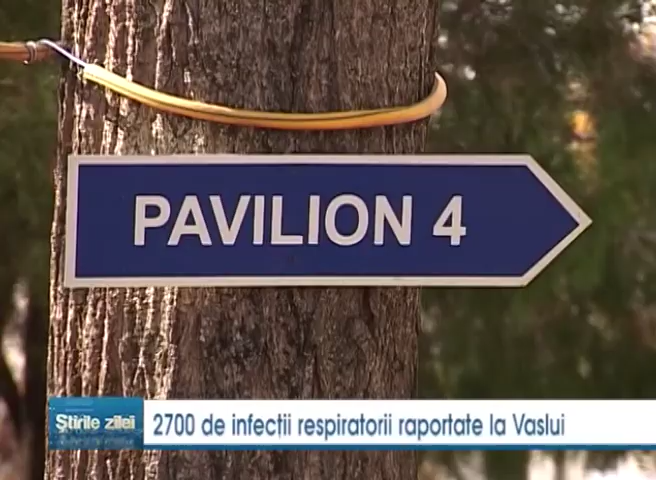 PAVILION 4
Știrile zilei
2700 de infecții respiratorii raportate la Vaslui